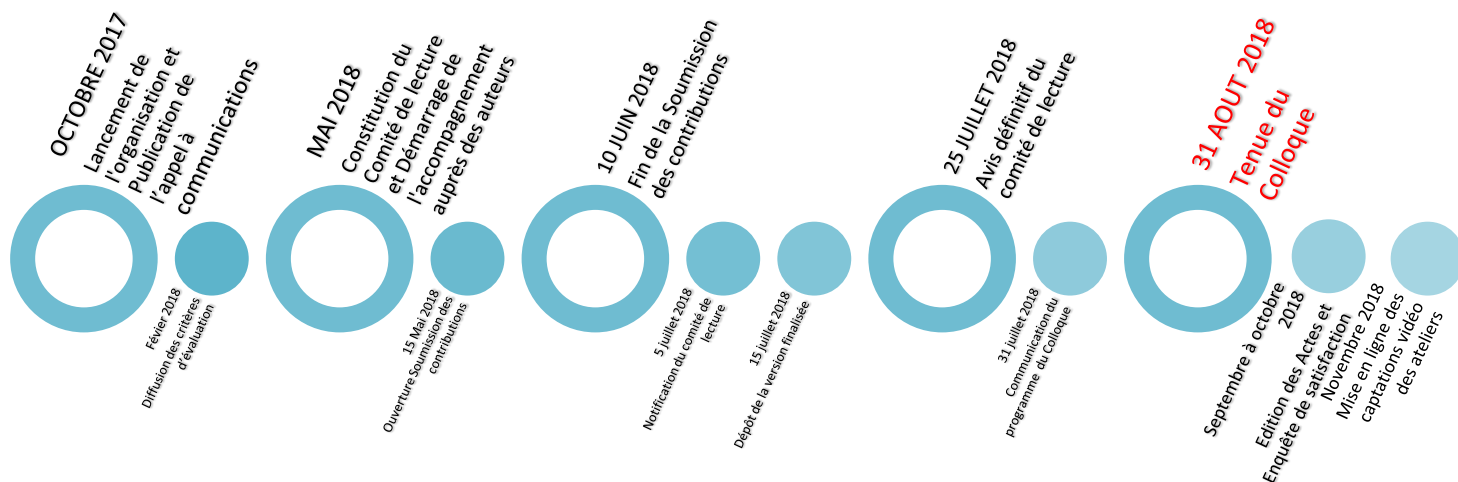 OCTOBRE 2017
Lancement de
l'organisation et
Publication de
l'appel à
communications
Févier 2018
Diffusion des critères
d'évaluation
MAI 2018
Constitution du
Comité de lecture
et Démarrage de
l'accompagnement
auprès des auteurs
15 Mai 2018
Ouverture Soumission des
contributions
10 JUIN 2018
Fin de la Soumission
des contributions
5 juillet 2018
Notification du comité de
lecture
15 juillet 2018
Dépôt de la version finalisée
25 JUILLET 2018
Avis définitif du
comité de lecture
31 juillet 2018
Communication du
programme du Colloque
31 AOUT 2018
Tenue du
Colloque
Septembre à octobre
2018
Edition des Actes et
Enquête de satisfaction
Novembre 2018
Mise en ligne des
captations vidéo
des ateliers